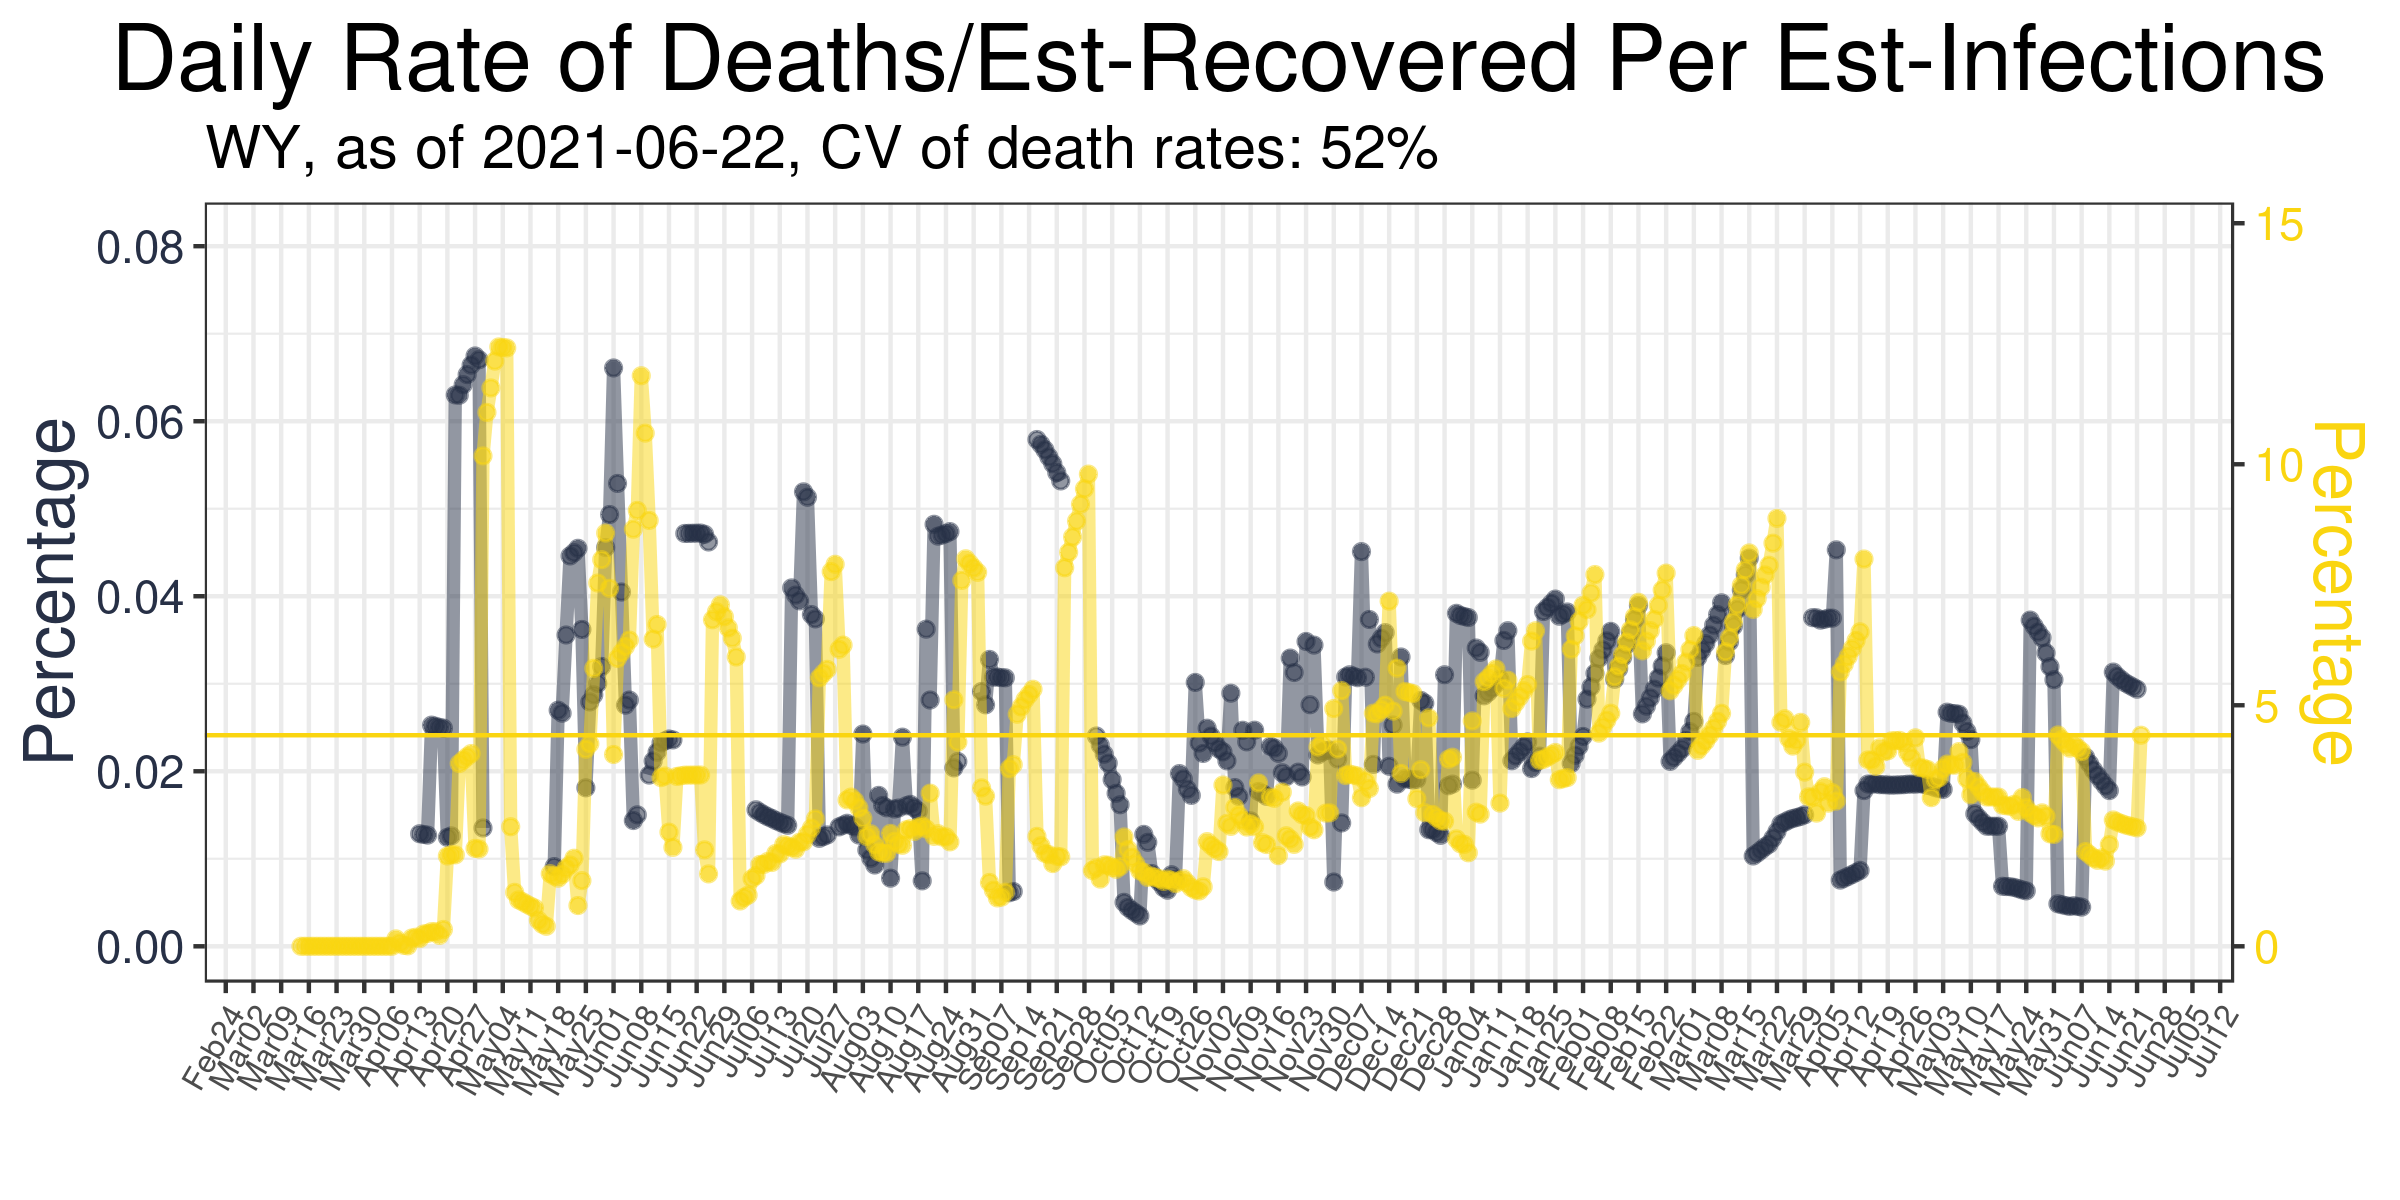 Daily Rate of Deaths/Est-Recovered Per Est-Infections
WY, as of 2021-06-22, CV of death rates: 52%
Percentage
0.08
0.06
0.04
0.02
0.00
15
10
5
0
Percentage
Feb24
Mar02
Mar09
Mar16
Mar23
Mar30
Apr06
Apr13
Apr20
Apr27
May04
May11
May18
May25
Jun01
Jun08
Jun15
Jun22
Jun29
Jul06
Jul13
Jul20
Jul27
Aug03
Aug10
Aug17
Aug24
Aug31
Sep07
Sep14
Sep21
Sep28
Oct05
Oct12
Oct19
Oct26
Nov02
Nov09
Nov16
Nov23
Nov30
Dec07
Dec14
Dec21
Dec28
Jan04
Jan11
Jan18
Jan25
Feb01
Feb08
Feb15
Feb22
Mar01
Mar08
Mar15
Mar22
Mar29
Apr05
Apr12
Apr19
Apr26
May03
May10
May17
May24
May31
Jun07
Jun14
Jun21
Jun28
Jul05
Jul12